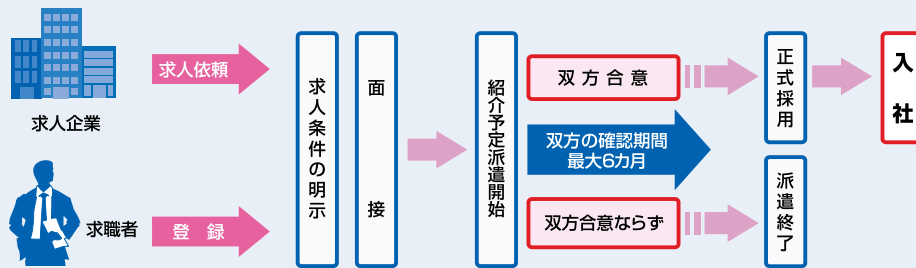 求人企業
求人依頼
求職者
登 録
求人条件の明示
面 接
紹介予定派遣開始
双方合意
双方の確認期間
最大6カ月
双方合意ならず
正式採用
派遣終了
入 社